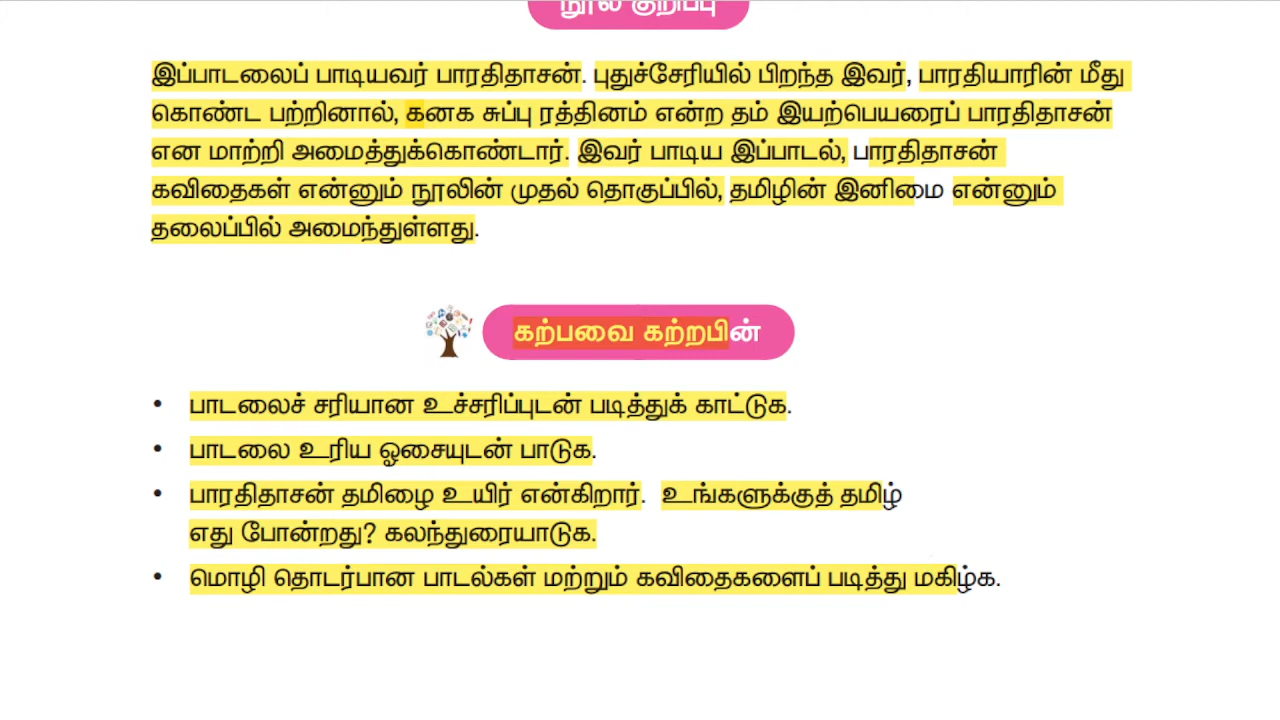 நூல் குறிப்பு
இப்பாடலைப் பாடியவர் பாரதிதாசன். புதுச்சேரியில் பிறந்த இவர், பாரதியாரின் மீது
கொண்ட பற்றினால், கனக சுப்பு ரத்தினம் என்ற தம் இயற்பெயரைப் பாரதிதாசன்
என மாற்றி அமைத்துக்கொண்டார். இவர் பாடிய இப்பாடல், பாரதிதாசன்
கவிதைகள் என்னும் நூலின் முதல் தொகுப்பில், தமிழின் இனிமை என்னும்
தலைப்பில் அமைந்துள்ளது.
கற்பவை கற்றபின்
• பாடலைச் சரியான உச்சரிப்புடன் படித்துக் காட்டுக.
• பாடலை உரிய ஓசையுடன் பாடுக.
• பாரதிதாசன் தமிழை உயிர் என்கிறார். உங்களுக்குத் தமிழ்
எது போன்றது? கலந்துரையாடுக.
• மொழி தொடர்பான பாடல்கள் மற்றும் கவிதைகளைப் படித்து மகிழ்க.